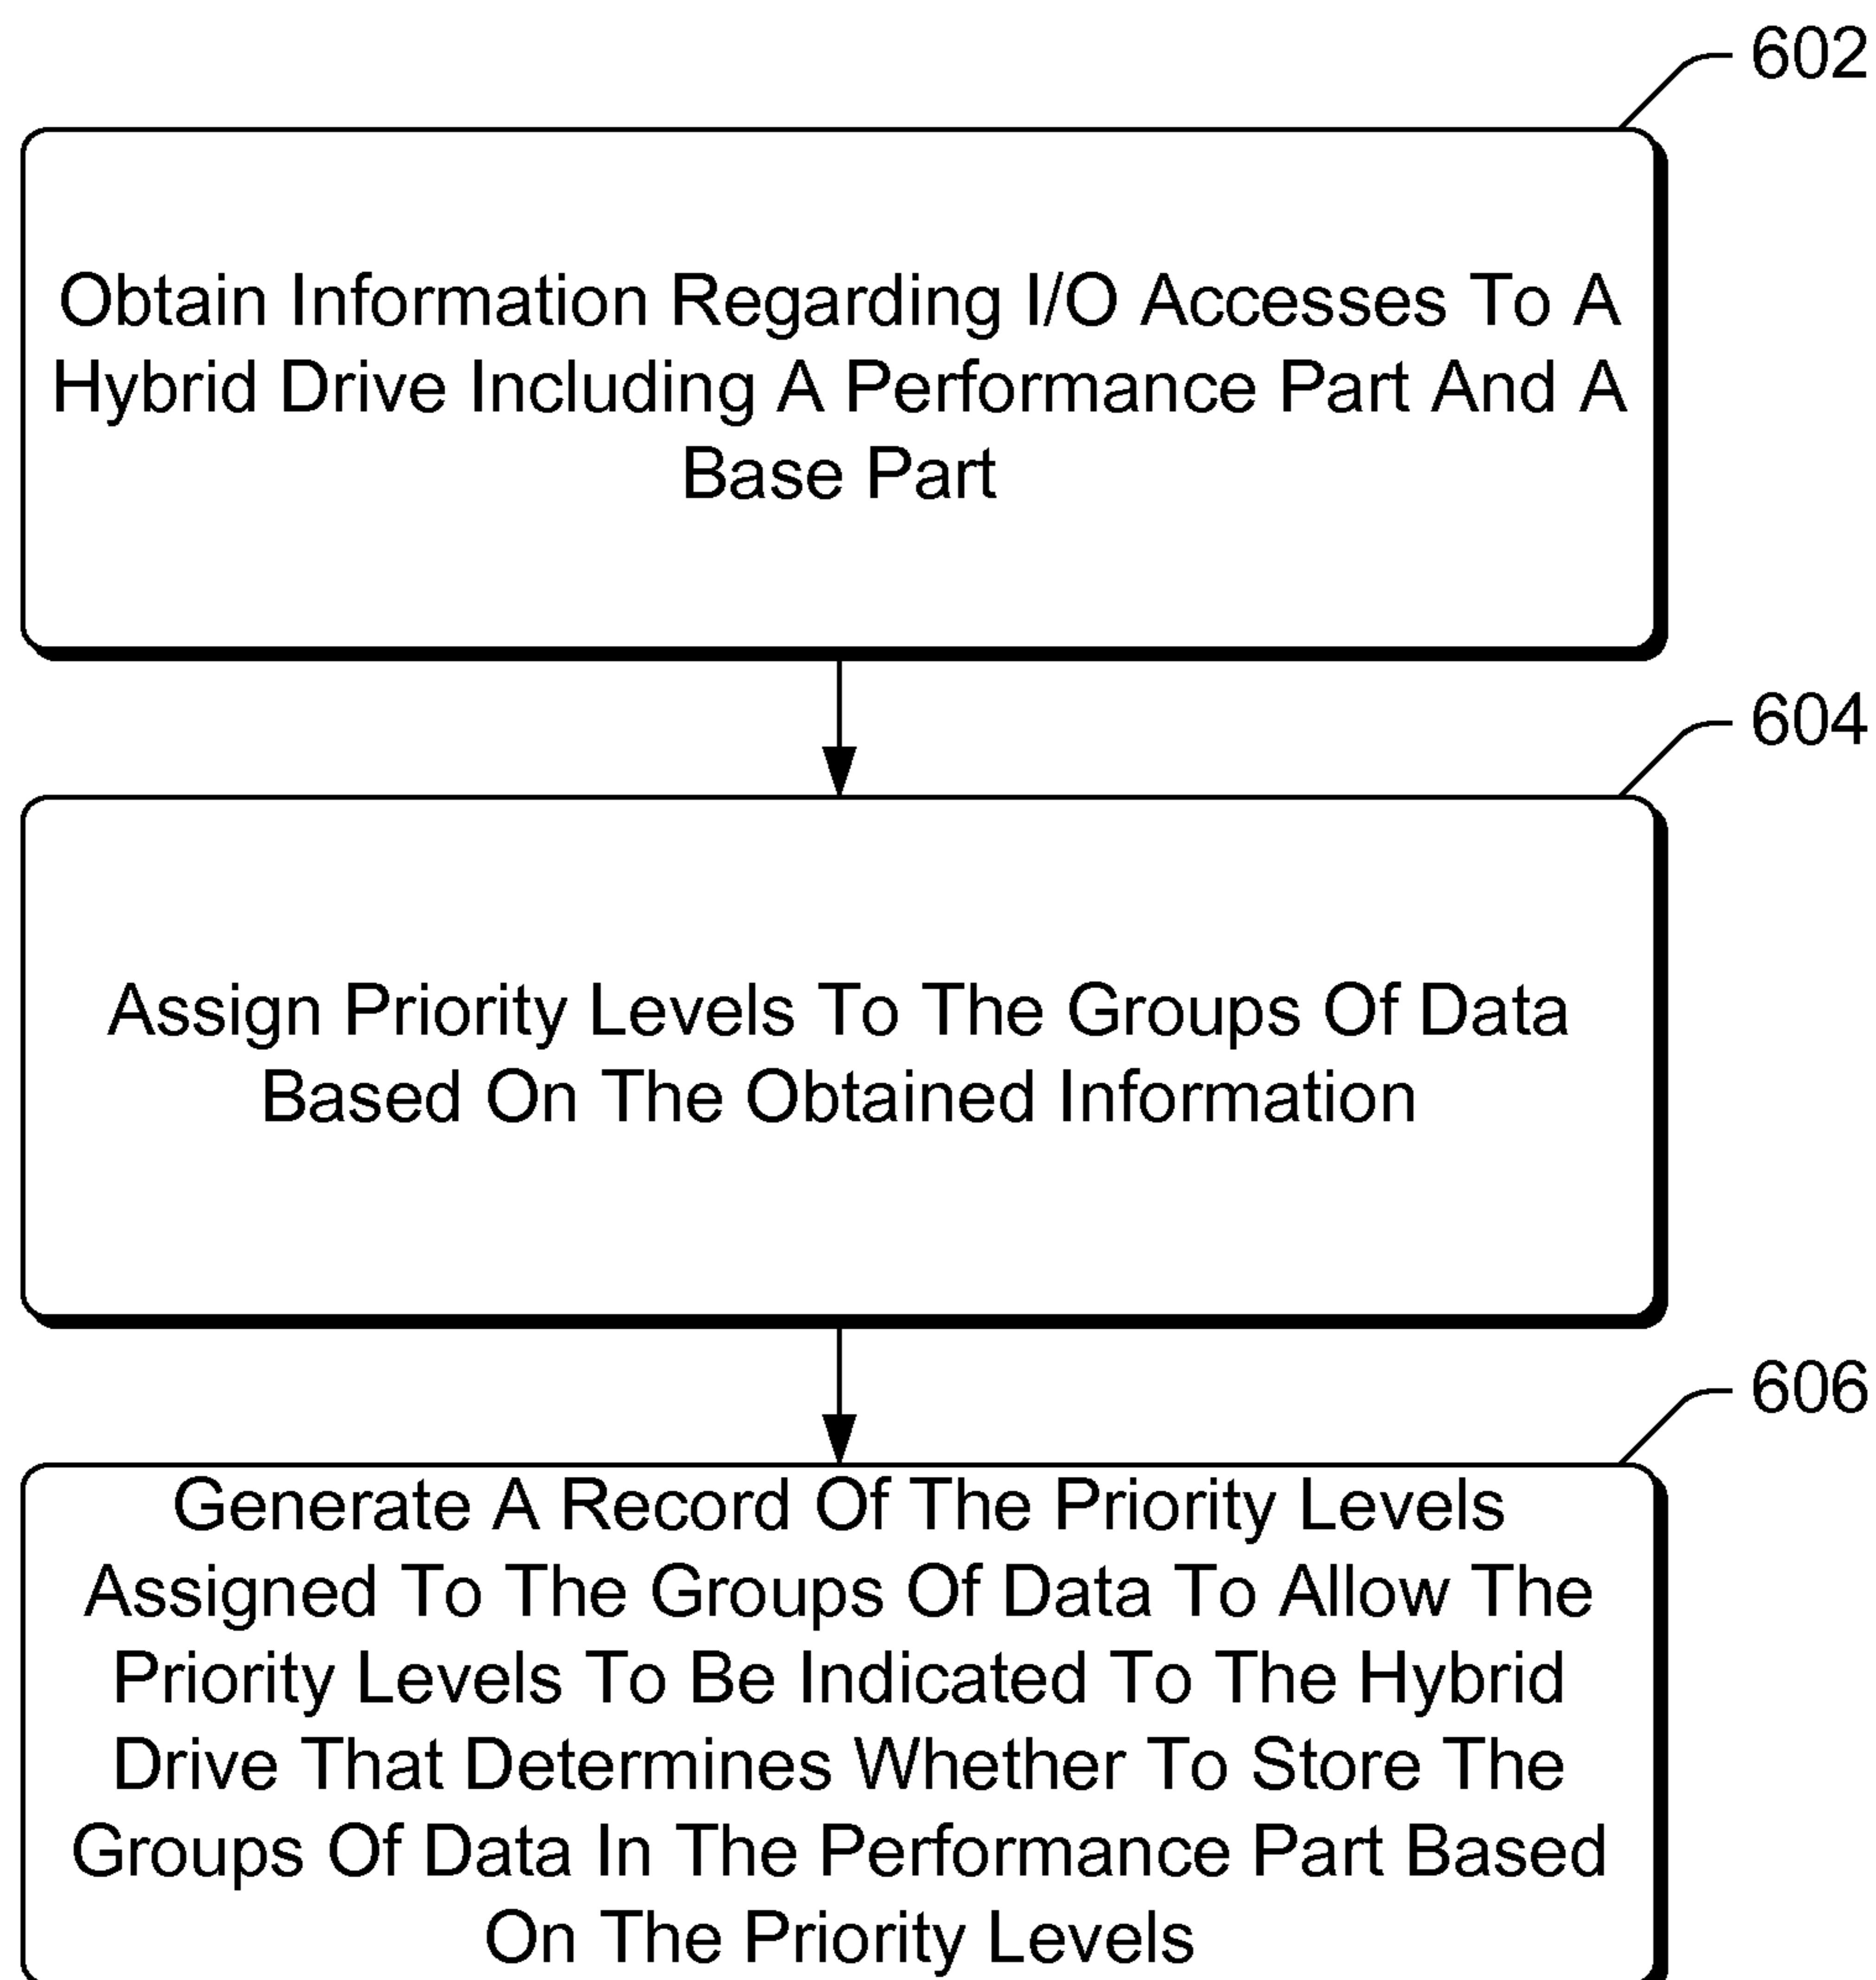 602
Obtain Information Regarding I/O Accesses To A
Hybrid Drive Including A Performance Part And A
Base Part
604
Assign Priority Levels To The Groups Of Data
Based On The Obtained Information
606
Generate A Record Of The Priority Levels
Assigned To The Groups Of Data To Allow The
Priority Levels To Be Indicated To The Hybrid
Drive That Determines Whether To Store The
Groups Of Data In The Performance Part Based
On The Priority Levels